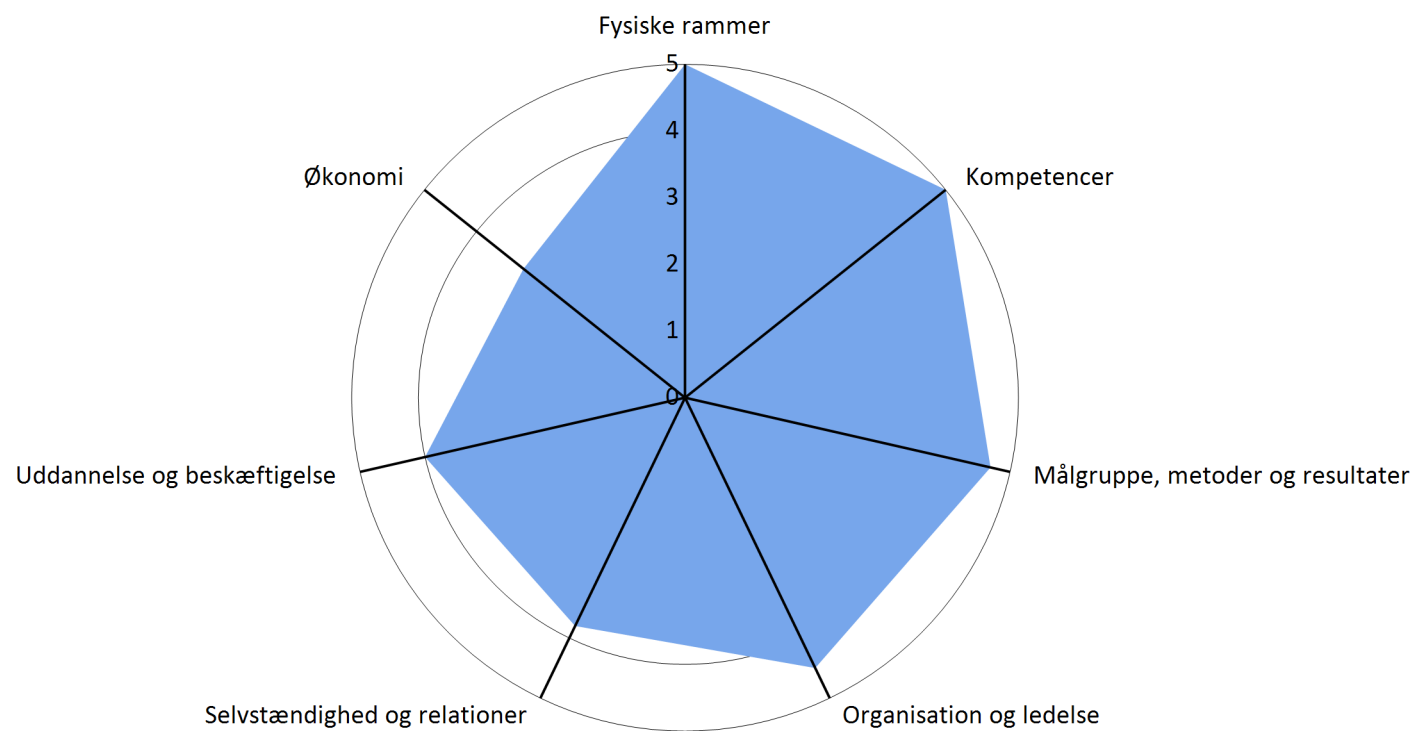 Fysiske rammer
5
4
3
2
1
0
Økonomi
Kompetencer
Uddannelse og beskæftigelse
Målgruppe, metoder og resultater
Selvstændighed og relationer
Organisation og ledelse